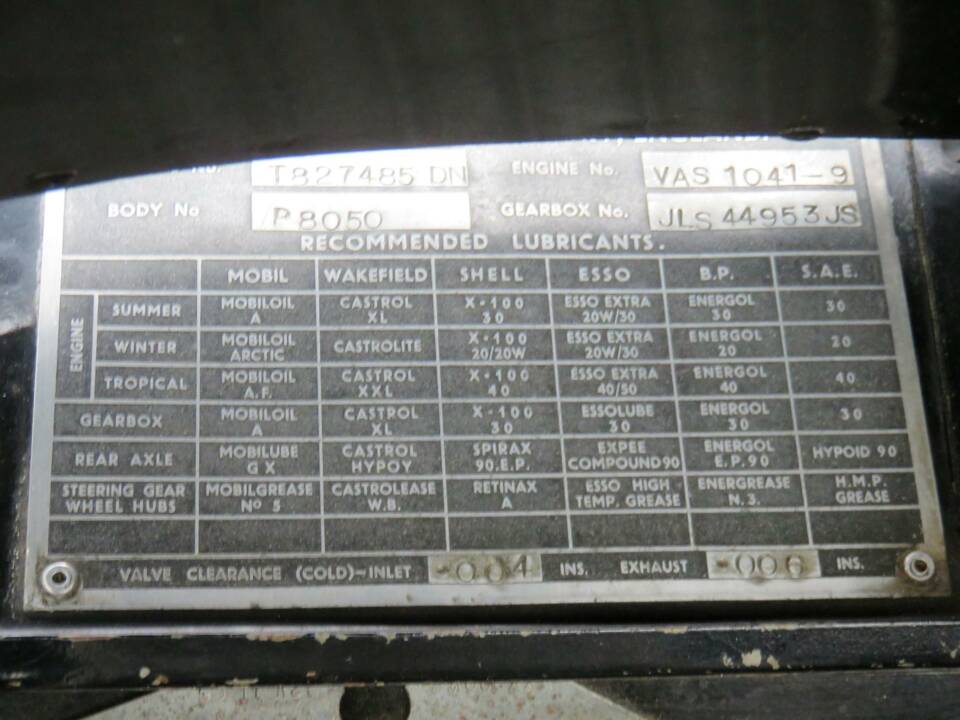 ENGLAND.
No. T827485 DN ENGINE No. VAS 1041-9
BODY No P8050 GEARBOX No. JLS 44953JS
RECOMMENDED LUBRICANTS.
MOBIL WAKEFIELD SHELL ESSO B.P. S.A.E.
ENGINE
SUMMER MOBILOIL A CASTROL XL X-100 30 ESSO EXTRA 20W/30 ENERGOL 30 30
WINTER MOBILOIL ARCTIC CASTROLITE X-100 20/20W ESSO EXTRA 20W/30 ENERGOL 20 20
TROPICAL MOBILOIL A.F. CASTROL XXL X-100 40 ESSO EXTRA 40/50 ENERGOL 40 40
GEARBOX MOBILOIL A CASTROL XL X-100 30 ESSOLUBE 30 ENERGOL 30 30
REAR AXLE MOBILUBE GX CASTROL HYPOY SPIRAX 90.E.P. EXPEE COMPOUND90 ENERGOL E.P.90 HYPOID 90
STEERING GEAR WHEEL HUBS MOBILGREASE No 5 CASTROLEASE W.B. RETINAX A ESSO HIGH TEMP. GREASE ENERGREASE N.3. H.M.P. GREASE
VALVE CLEARANCE (COLD)-INLET -004 INS. EXHAUST -006 INS.